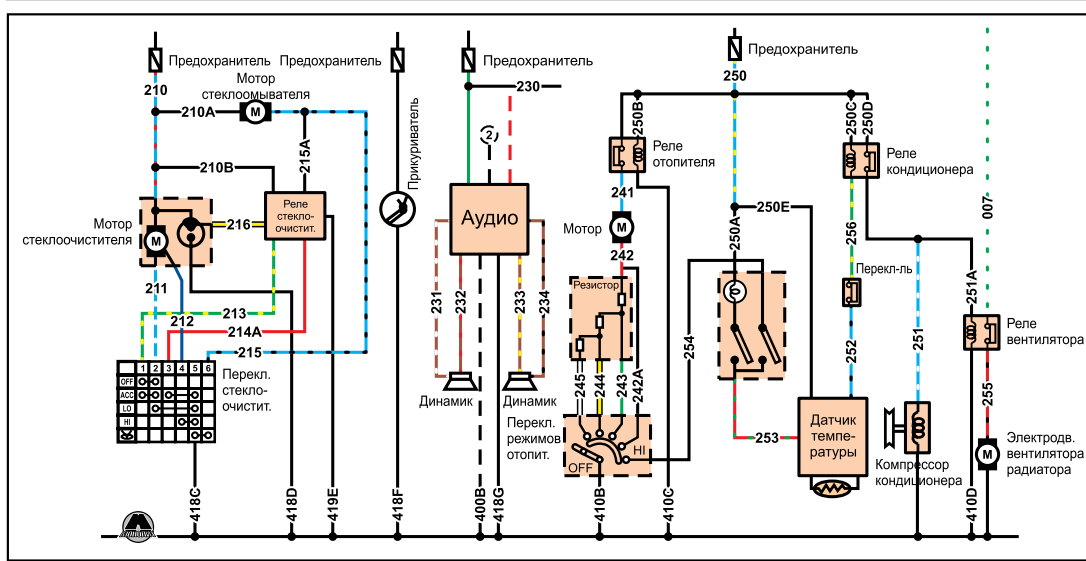 Предохранитель
Предохранитель
Предохранитель
Предохранитель
007
210
Мотор
стеклоомывателя
210A
215A
210B
Прикуриватель
230
2
250
250B
250C
250D
Реле
отопителя
Реле
кондиционера
Мотор
стеклоочистителя
M
M
216
Реле
стекло-
очистит.
Аудио
241
Мотор
M
242
250A
250E
256
Перекл-ль
251A
Реле
вентилятора
211
212
213
214A
215
231
232
233
234
Резистор
254
252
251
255
1 2 3 4 5 6
OFF
ACC
LO
HI
Перекл.
стекло-
очистит.
Динамик
Динамик
245
244
243
242A
Перекл.
режимов
отопит.
OFF
HI
253
Датчик
темпе-
ратуры
Компрессор
кондиционера
M
Электродв.
вентилятора
радиатора
418C
418D
419E
418F
400B
418G
410B
410C
410D